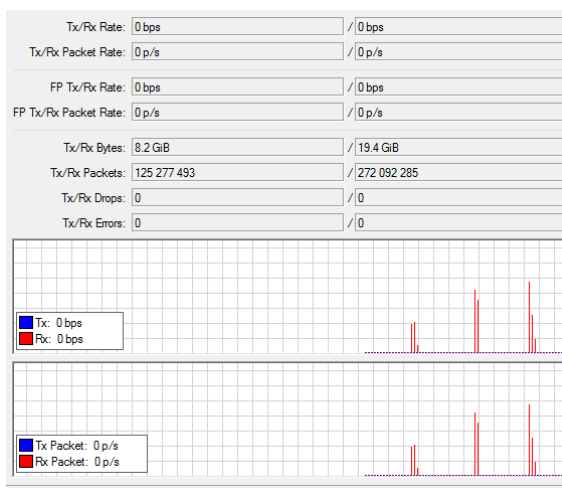 Tx/Rx Rate: 0 bps / 0 bps
Tx/Rx Packet Rate: 0 p/s / 0 p/s
FP Tx/Rx Rate: 0 bps / 0 bps
FP Tx/Rx Packet Rate: 0 p/s / 0 p/s
Tx/Rx Bytes: 8.2 GiB / 19.4 GiB
Tx/Rx Packets: 125 277 493 / 272 092 285
Tx/Rx Drops: 0 / 0
Tx/Rx Errors: 0 / 0
Tx: 0 bps
Rx: 0 bps
Tx Packet: 0 p/s
Rx Packet: 0 p/s